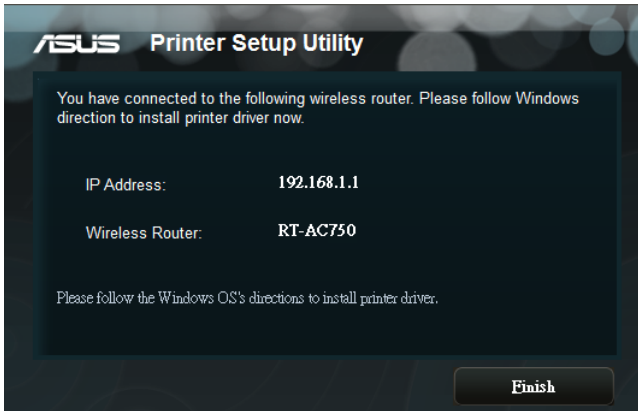 ASUS Printer Setup Utility
You have connected to the following wireless router. Please follow Windows
direction to install printer driver now.
IP Address: 192.168.1.1
Wireless Router: RT-AC750
Please follow the Windows OS's directions to install printer driver.
Finish